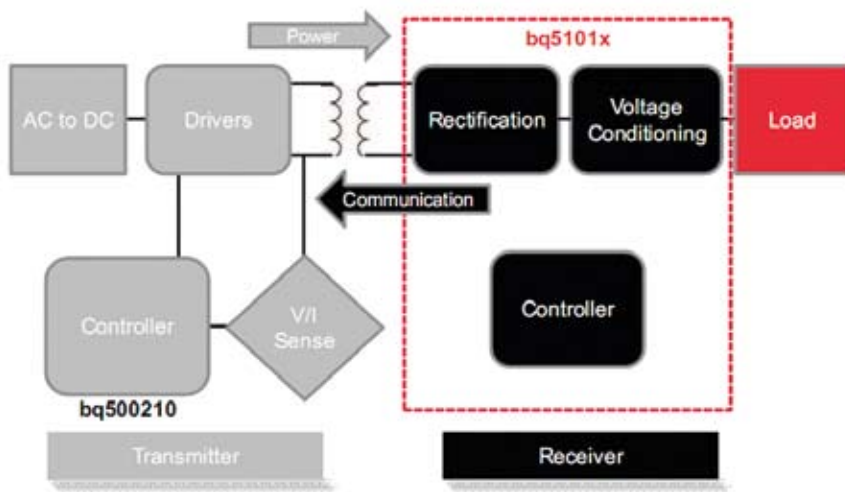 Power
bq5101x
AC to DC
Drivers
Rectification
Voltage
Conditioning
Load
Communication
Controller
V/I
Sense
Controller
bq500210
Transmitter
Receiver